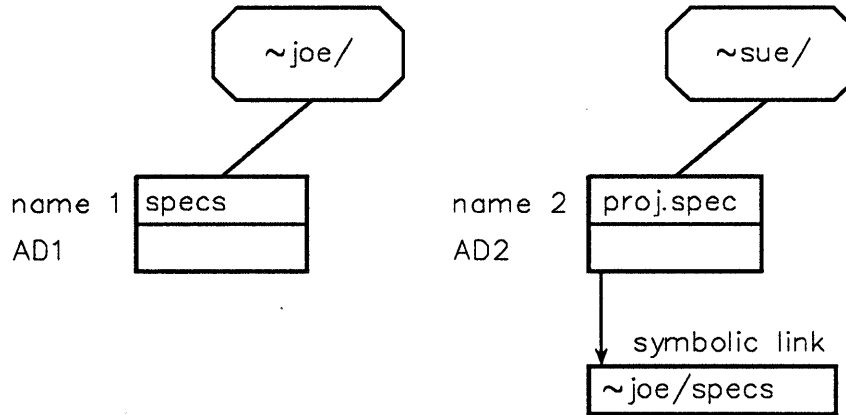 ~joe/
~sue/
name 1 specs
AD1
name 2 proj.spec
AD2
symbolic link
~joe/specs